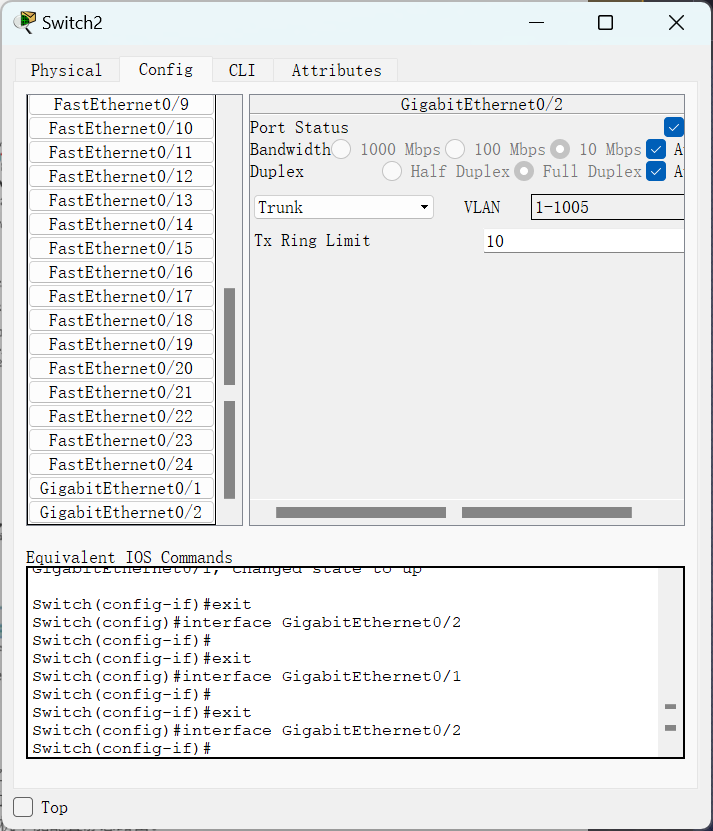 Switch2
Physical Config CLI Attributes
FastEthernet0/9
FastEthernet0/10
FastEthernet0/11
FastEthernet0/12
FastEthernet0/13
FastEthernet0/14
FastEthernet0/15
FastEthernet0/16
FastEthernet0/17
FastEthernet0/18
FastEthernet0/19
FastEthernet0/20
FastEthernet0/21
FastEthernet0/22
FastEthernet0/23
FastEthernet0/24
GigabitEthernet0/1
GigabitEthernet0/2
GigabitEthernet0/2
Port Status
Bandwidth 1000 Mbps 100 Mbps 10 Mbps
Duplex Half Duplex Full Duplex
Trunk VLAN 1-1005
Tx Ring Limit 10
Equivalent IOS Commands
GigabitEthernet0/1, changed state to up
Switch(config-if)#exit
Switch(config)#interface GigabitEthernet0/2
Switch(config-if)#
Switch(config-if)#exit
Switch(config)#interface GigabitEthernet0/1
Switch(config-if)#
Switch(config-if)#exit
Switch(config)#interface GigabitEthernet0/2
Switch(config-if)#
Top